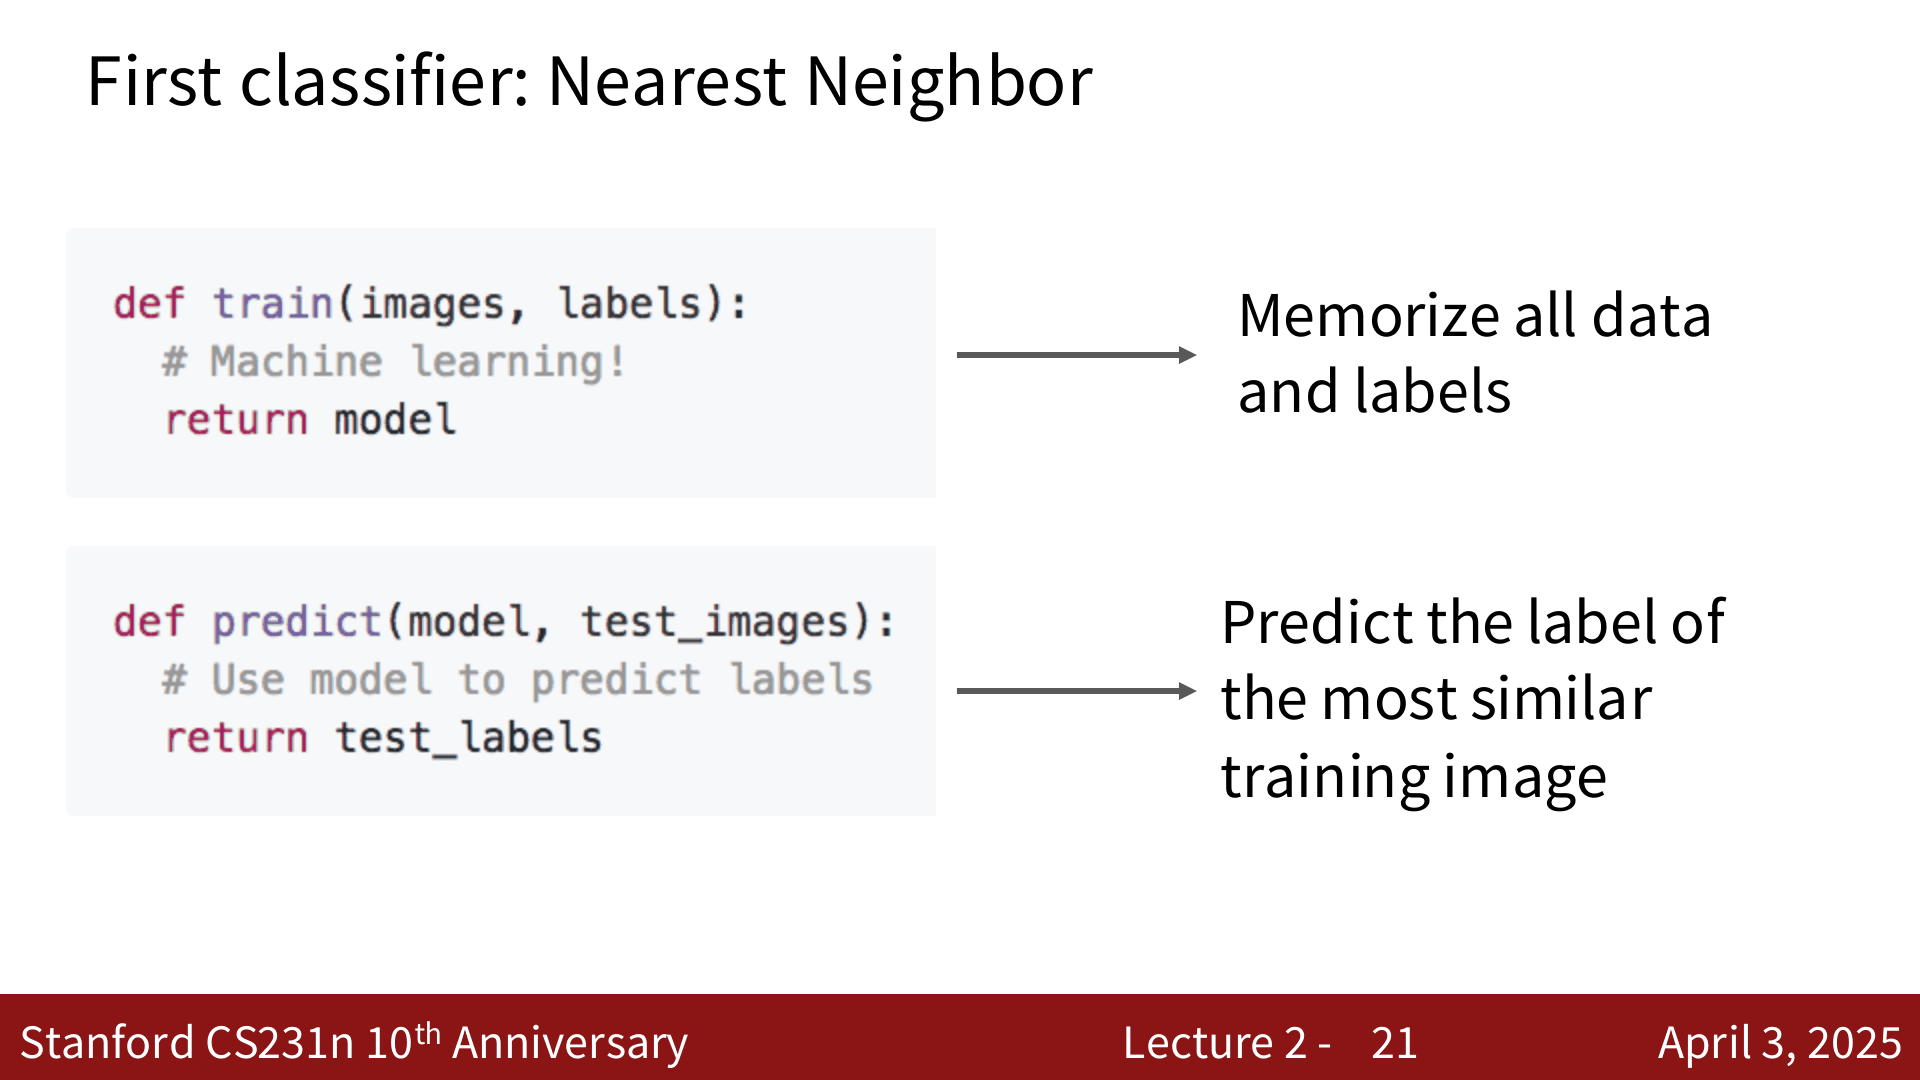 First classifier: Nearest Neighbor
def train(images, labels):
  # Machine learning!
  return model
Memorize all data
and labels
def predict(model, test_images):
  # Use model to predict labels
  return test_labels
Predict the label of
the most similar
training image
Stanford CS231n 10th Anniversary
Lecture 2 - 21
April 3, 2025